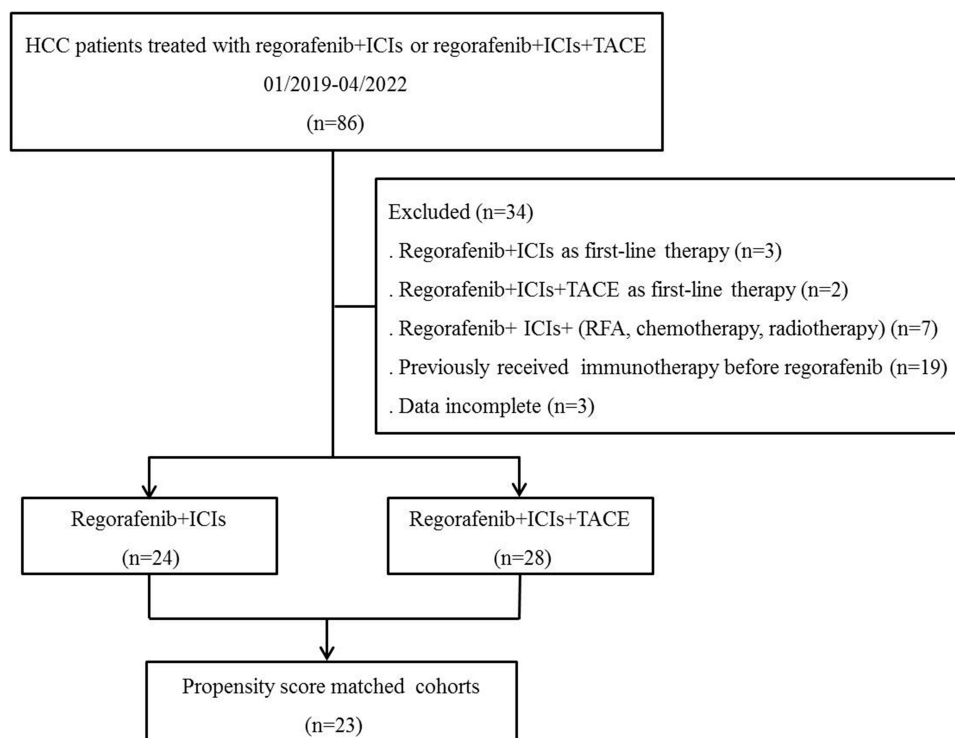 HCC patients treated with regorafenib+ICIs or regorafenib+ICIs+TACE
01/2019-04/2022
(n=86)
Excluded (n=34)
. Regorafenib+ICIs as first-line therapy (n=3)
. Regorafenib+ICIs+TACE as first-line therapy (n=2)
. Regorafenib+ ICIs+ (RFA, chemotherapy, radiotherapy) (n=7)
. Previously received immunotherapy before regorafenib (n=19)
. Data incomplete (n=3)
Regorafenib+ICIs
(n=24)
Regorafenib+ICIs+TACE
(n=28)
Propensity score matched cohorts
(n=23)